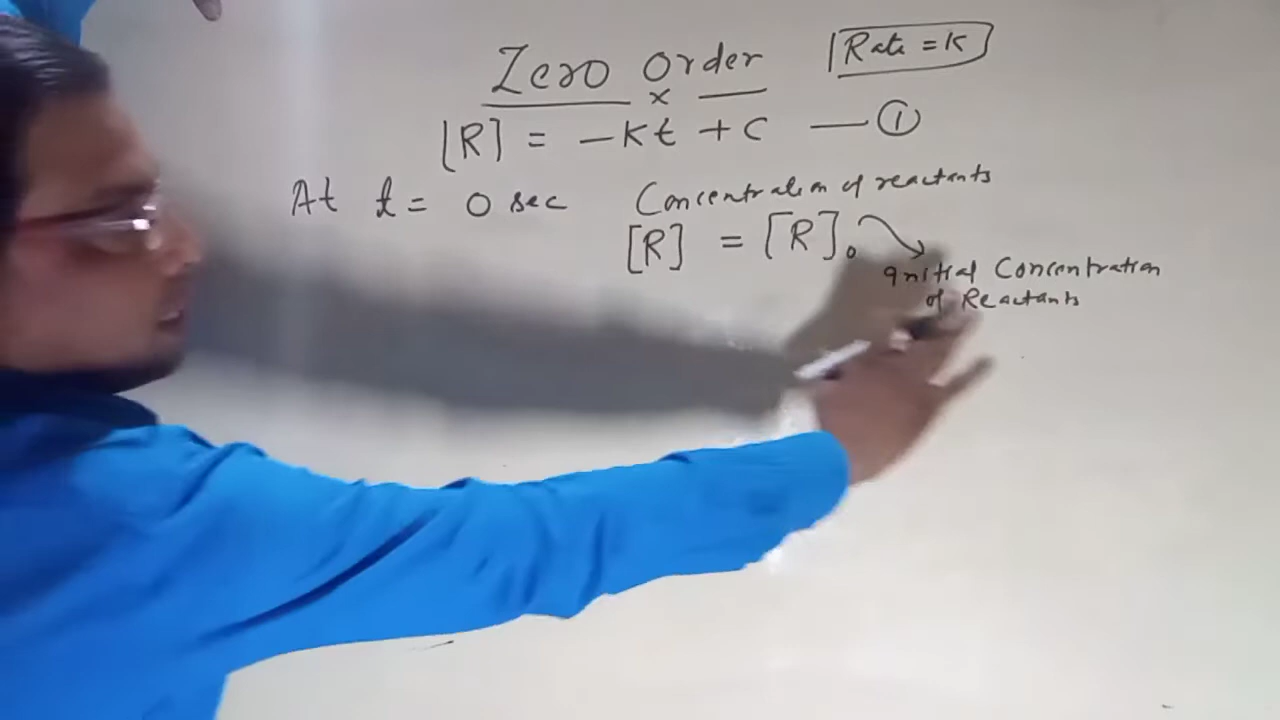 Zero order Rate = K
[R] = -Kt + C — ①
At t = 0 sec Concentration of reactants
[R] = [R]₀
Initial Concentration
of Reactants